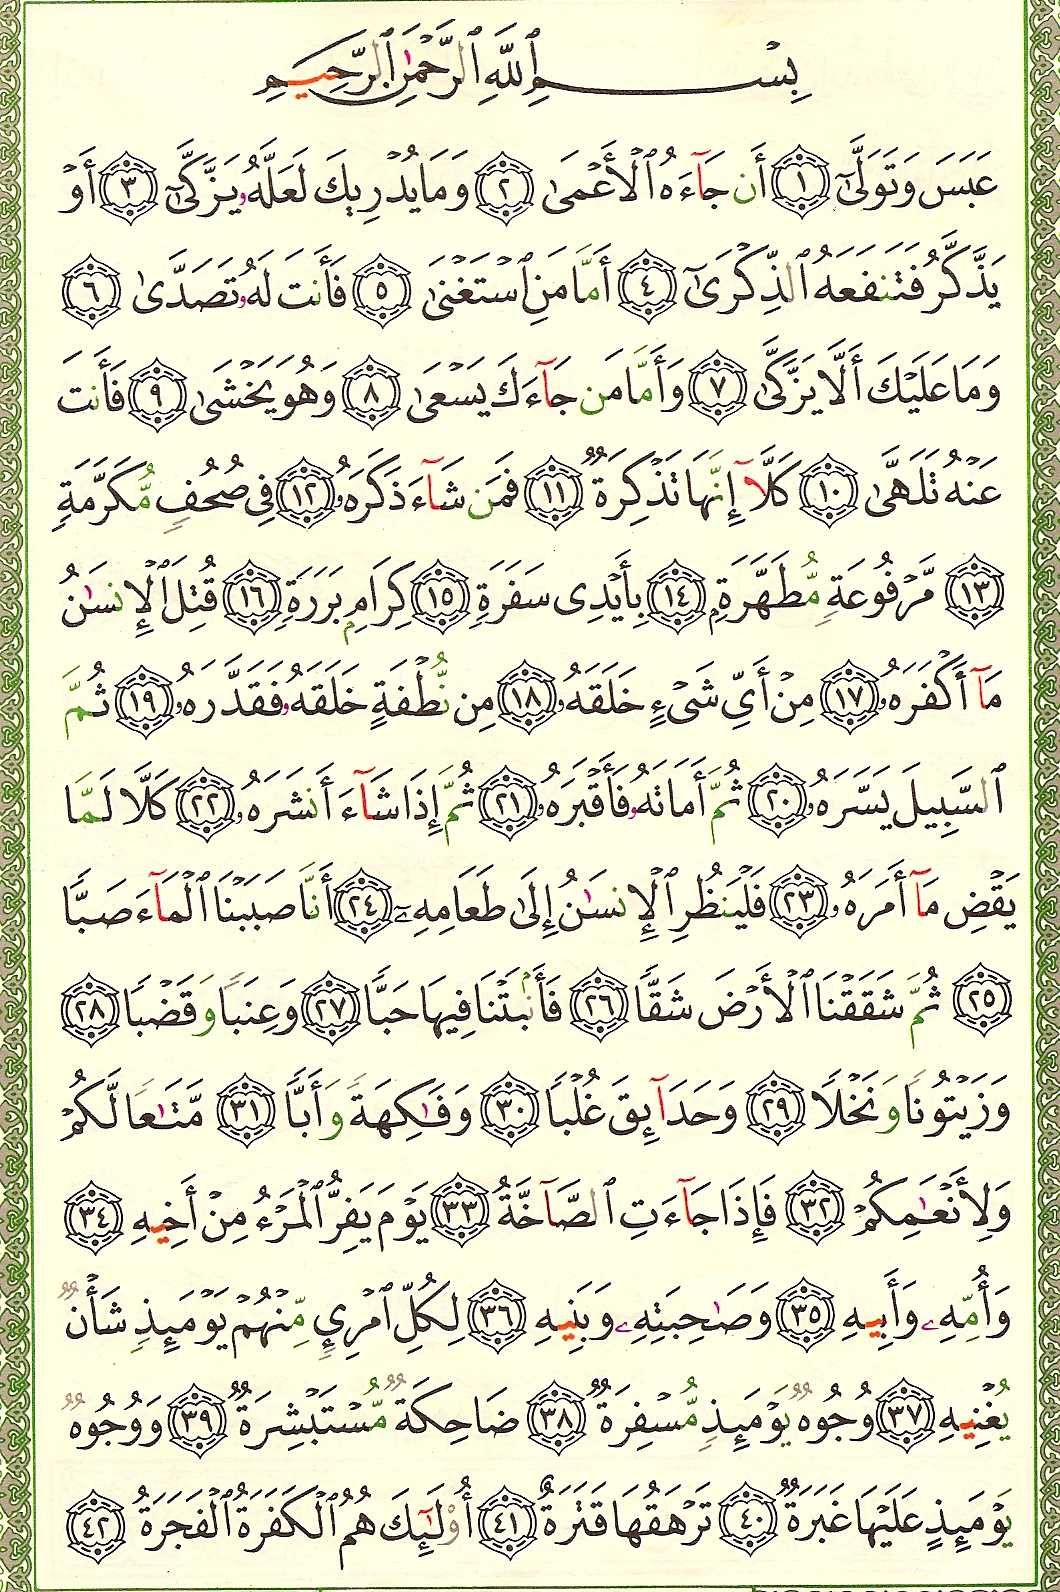 بِسْمِ ٱللَّهِ ٱلرَّحْمَٰنِ ٱلرَّحِيمِ
عَبَسَ وَتَوَلَّىٰٓ ١ أَن جَآءَهُ ٱلْأَعْمَىٰ ٢ وَمَا يُدْرِيكَ لَعَلَّهُۥ يَزَّكَّىٰٓ ٣ أَوْ
يَذَّكَّرُ فَتَنفَعَهُ ٱلذِّكْرَىٰٓ ٤ أَمَّا مَنِ ٱسْتَغْنَىٰ ٥ فَأَنتَ لَهُۥ تَصَدَّىٰ ٦
وَمَا عَلَيْكَ أَلَّا يَزَّكَّىٰ ٧ وَأَمَّا مَن جَآءَكَ يَسْعَىٰ ٨ وَهُوَ يَخْشَىٰ ٩ فَأَنتَ
عَنْهُ تَلَهَّىٰ ١٠ كَلَّآ إِنَّهَا تَذْكِرَةٌ ١١ فَمَن شَآءَ ذَكَرَهُۥ ١٢ فِى صُحُفٍ مُّكَرَّمَةٍ
١٣ مَّرْفُوعَةٍ مُّطَهَّرَةٍۭ ١٤ بِأَيْدِى سَفَرَةٍ ١٥ كِرَامٍۭ بَرَرَةٍ ١٦ قُتِلَ ٱلْإِنسَٰنُ
مَآ أَكْفَرَهُۥ ١٧ مِنْ أَىِّ شَىْءٍ خَلَقَهُۥ ١٨ مِن نُّطْفَةٍ خَلَقَهُۥ فَقَدَّرَهُۥ ١٩ ثُمَّ
ٱلسَّبِيلَ يَسَّرَهُۥ ٢٠ ثُمَّ أَمَاتَهُۥ فَأَقْبَرَهُۥ ٢١ ثُمَّ إِذَا شَآءَ أَنشَرَهُۥ ٢٢ كَلَّا لَمَّا
يَقْضِ مَآ أَمَرَهُۥ ٢٣ فَلْيَنظُرِ ٱلْإِنسَٰنُ إِلَىٰ طَعَامِهِۦٓ ٢٤ أَنَّا صَبَبْنَا ٱلْمَآءَ صَبًّا
٢٥ ثُمَّ شَقَقْنَا ٱلْأَرْضَ شَقًّا ٢٦ فَأَنۢبَتْنَا فِيهَا حَبًّا ٢٧ وَعِنَبًا وَقَضْبًا ٢٨
وَزَيْتُونًا وَنَخْلًا ٢٩ وَحَدَآئِقَ غُلْبًا ٣٠ وَفَٰكِهَةً وَأَبًّا ٣١ مَّتَٰعًا لَّكُمْ
وَلِأَنْعَٰمِكُمْ ٣٢ فَإِذَا جَآءَتِ ٱلصَّآخَّةُ ٣٣ يَوْمَ يَفِرُّ ٱلْمَرْءُ مِنْ أَخِيهِ ٣٤
وَأُمِّهِۦ وَأَبِيهِ ٣٥ وَصَٰحِبَتِهِۦ وَبَنِيهِ ٣٦ لِكُلِّ ٱمْرِئٍ مِّنْهُمْ يَوْمَئِذٍ شَأْنٌ
يُغْنِيهِ ٣٧ وُجُوهٌ يَوْمَئِذٍ مُّسْفِرَةٌ ٣٨ ضَاحِكَةٌ مُّسْتَبْشِرَةٌ ٣٩ وَوُجُوهٌ
يَوْمَئِذٍ عَلَيْهَا غَبَرَةٌ ٤٠ تَرْهَقُهَا قَتَرَةٌ ٤١ أُو۟لَٰٓئِكَ هُمُ ٱلْكَفَرَةُ ٱلْفَجَرَةُ ٤٢